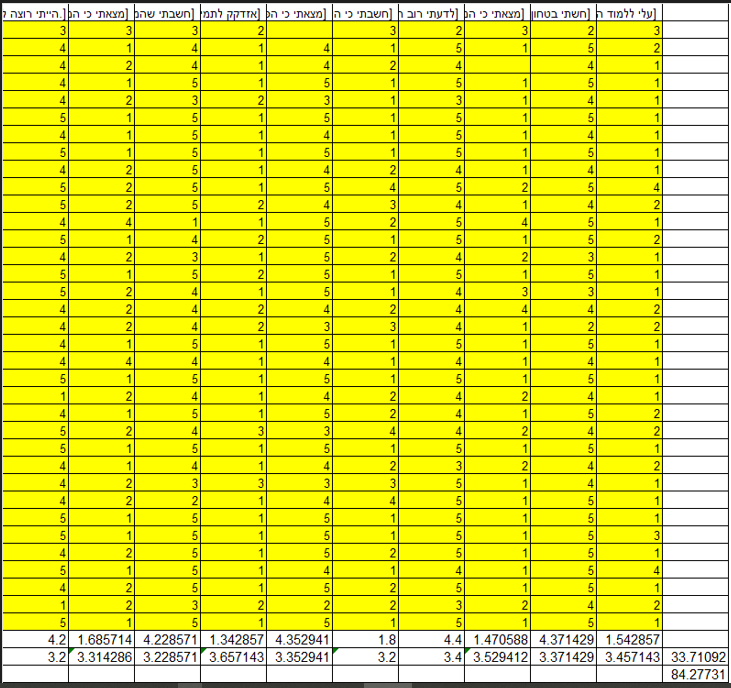 [עלי ללמוד ה [חשתי בטחון [מצאתי כי המ [לדעתי רוב ה [חשבתי כי ה [מצאתי כי הכ [אזדקק לתמי [חשבתי שהמ [מצאתי כי המ [הייתי רוצה ל
3 2 3 2 3 3 2 3 3 3
2 5 1 5 1 4 1 4 1 4
1 4 4 2 4 1 4 2 4
1 5 1 5 1 1 5 1 4
1 4 1 3 1 3 2 3 2 4
1 5 1 5 1 5 1 5 1 5
1 4 1 5 1 4 1 5 1 4
1 5 1 5 1 5 1 5 1 5
1 4 1 4 2 4 1 5 2 4
4 5 2 5 4 5 1 5 2 5
2 4 1 4 3 4 2 5 2 5
1 5 4 5 2 5 1 1 4 4
2 5 1 5 1 5 2 4 1 5
1 3 2 4 2 5 1 3 2 4
1 5 1 5 1 5 2 5 1 5
1 3 3 4 1 5 1 4 2 5
2 4 4 4 2 4 2 4 2 4
2 2 1 4 3 3 2 4 2 4
1 5 1 5 1 5 1 5 1 4
1 4 1 4 1 4 1 4 4 4
1 5 1 5 1 5 1 5 1 5
1 4 2 4 2 4 1 4 2 1
2 5 1 4 2 5 1 5 1 4
2 4 2 4 4 3 3 4 2 5
1 5 1 5 1 5 1 5 1 5
2 4 2 3 2 4 1 4 1 4
1 4 1 5 3 3 3 3 2 4
1 5 1 5 4 4 1 2 2 4
1 5 1 5 1 5 1 5 1 5
3 5 1 5 1 5 1 5 1 5
1 5 1 5 2 5 1 5 2 4
4 5 1 4 1 4 1 5 1 5
1 5 1 5 2 5 1 5 2 4
2 4 2 3 2 2 2 3 2 1
1 5 1 5 1 5 1 5 1 5
1.542857 4.371429 1.470588 4.4 1.8 4.352941 1.342857 4.228571 1.685714 4.2
33.71092 3.457143 3.371429 3.529412 3.4 3.2 3.352941 3.657143 3.228571 3.314286 3.2
84.27731